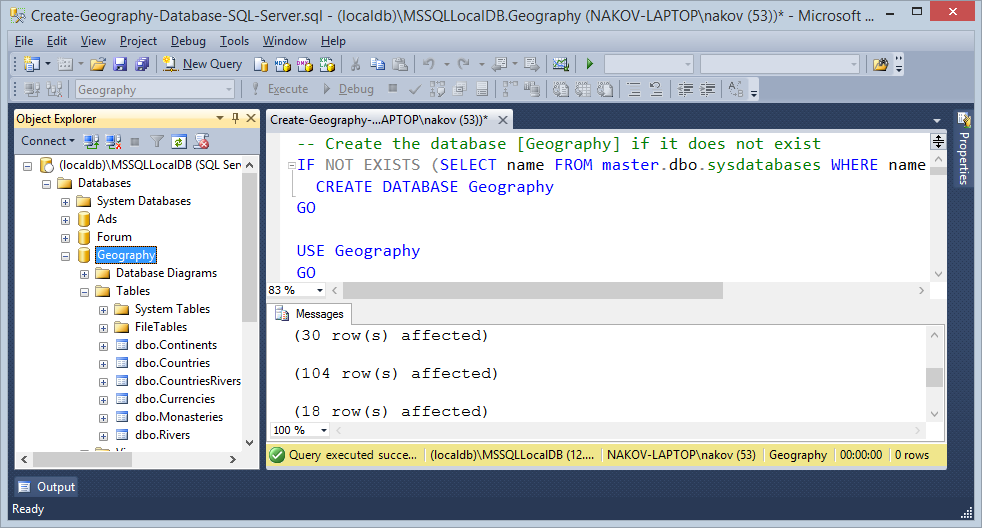 Create-Geography-Database-SQL-Server.sql - (localdb)\MSSQLLocalDB.Geography (NAKOV-LAPTOP\nakov (53))* - Microsoft ...
File Edit View Project Debug Tools Window Help
New Query
Geography Execute Debug
Object Explorer
Connect
(localdb)\MSSQLLocalDB (SQL Serv
Databases
System Databases
Ads
Forum
Geography
Database Diagrams
Tables
System Tables
FileTables
dbo.Continents
dbo.Countries
dbo.CountriesRivers
dbo.Currencies
dbo.Monasteries
dbo.Rivers
Create-Geography-...APTOP\nakov (53))*
-- Create the database [Geography] if it does not exist
IF NOT EXISTS (SELECT name FROM master.dbo.sysdatabases WHERE name
CREATE DATABASE Geography
GO
USE Geography
GO
83 %
Messages
(30 row(s) affected)
(104 row(s) affected)
(18 row(s) affected)
100 %
Query executed succe... (localdb)\MSSQLLocalDB (12.... NAKOV-LAPTOP\nakov (53) Geography 00:00:00 0 rows
Properties
Output
Ready